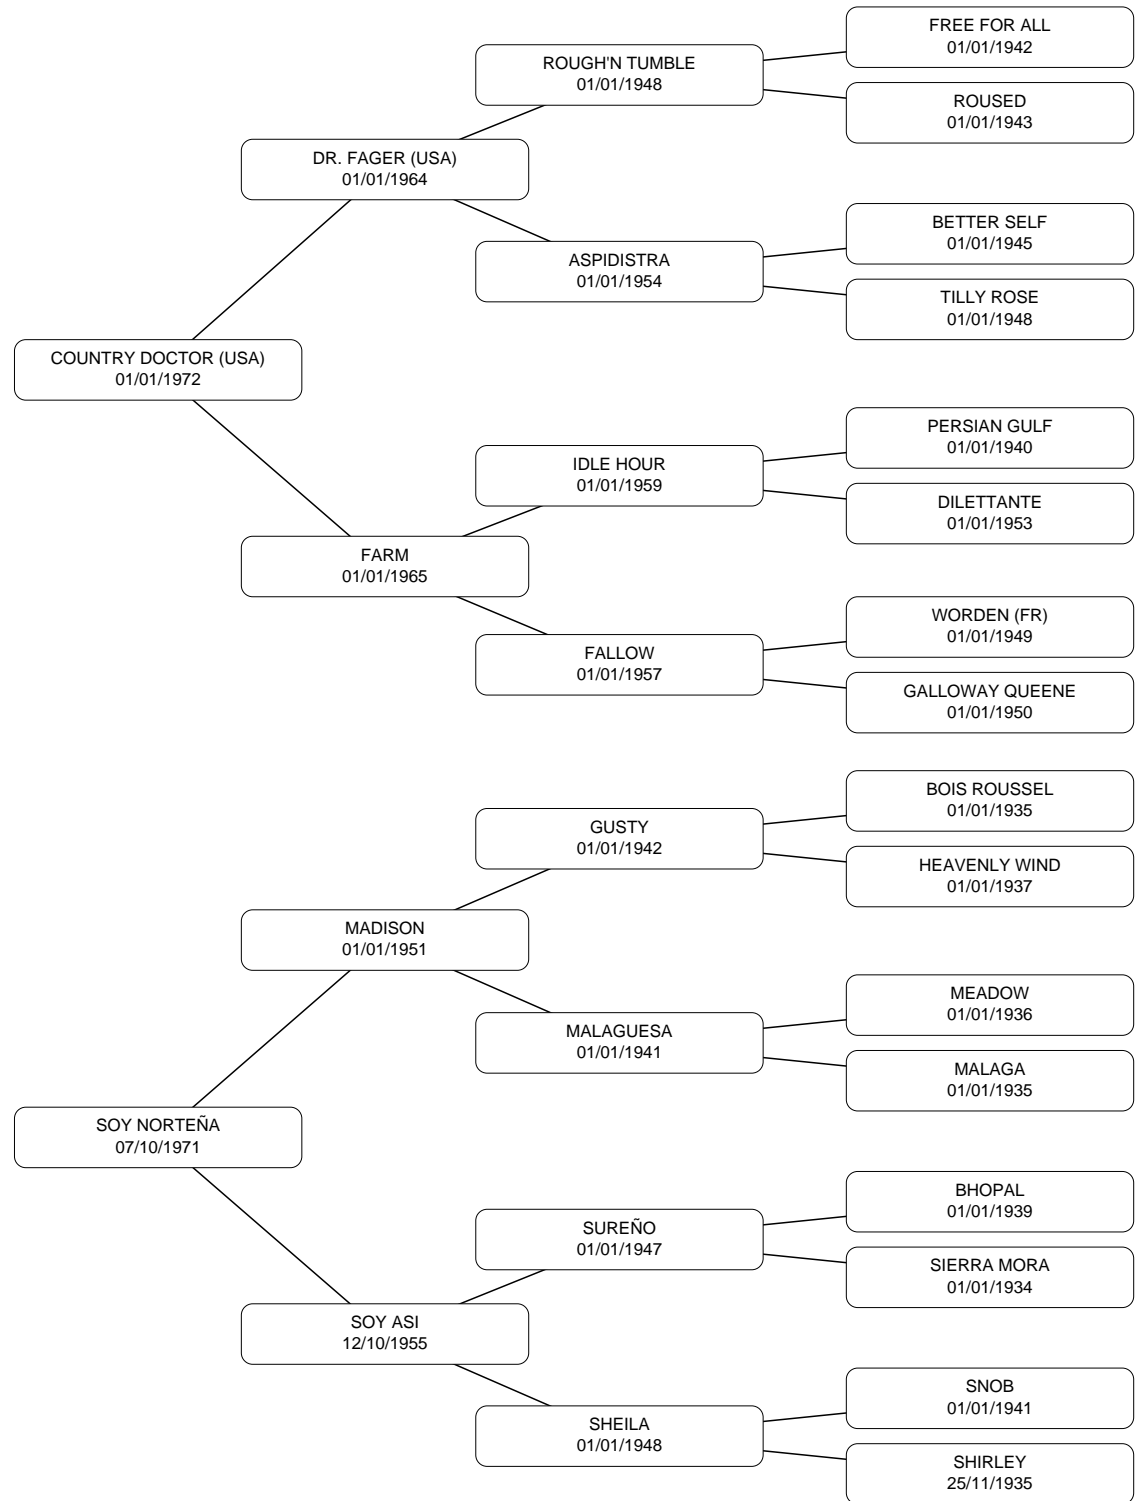 FREE FOR ALL
01/01/1942
ROUGH'N TUMBLE
01/01/1948
ROUSED
01/01/1943
DR. FAGER (USA)
01/01/1964
BETTER SELF
01/01/1945
ASPIDISTRA
01/01/1954
TILLY ROSE
01/01/1948
COUNTRY DOCTOR (USA)
01/01/1972
PERSIAN GULF
01/01/1940
IDLE HOUR
01/01/1959
DILETTANTE
01/01/1953
FARM
01/01/1965
WORDEN (FR)
01/01/1949
FALLOW
01/01/1957
GALLOWAY QUEENE
01/01/1950
BOIS ROUSSEL
01/01/1935
GUSTY
01/01/1942
HEAVENLY WIND
01/01/1937
MADISON
01/01/1951
MEADOW
01/01/1936
MALAGUESA
01/01/1941
MALAGA
01/01/1935
SOY NORTEÑA
07/10/1971
BHOPAL
01/01/1939
SUREÑO
01/01/1947
SIERRA MORA
01/01/1934
SOY ASI
12/10/1955
SNOB
01/01/1941
SHEILA
01/01/1948
SHIRLEY
25/11/1935